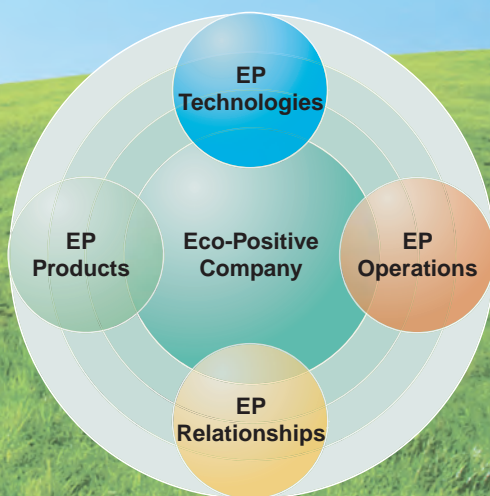 EP
Technologies
EP
Products
Eco-Positive
Company
EP
Operations
EP
Relationships